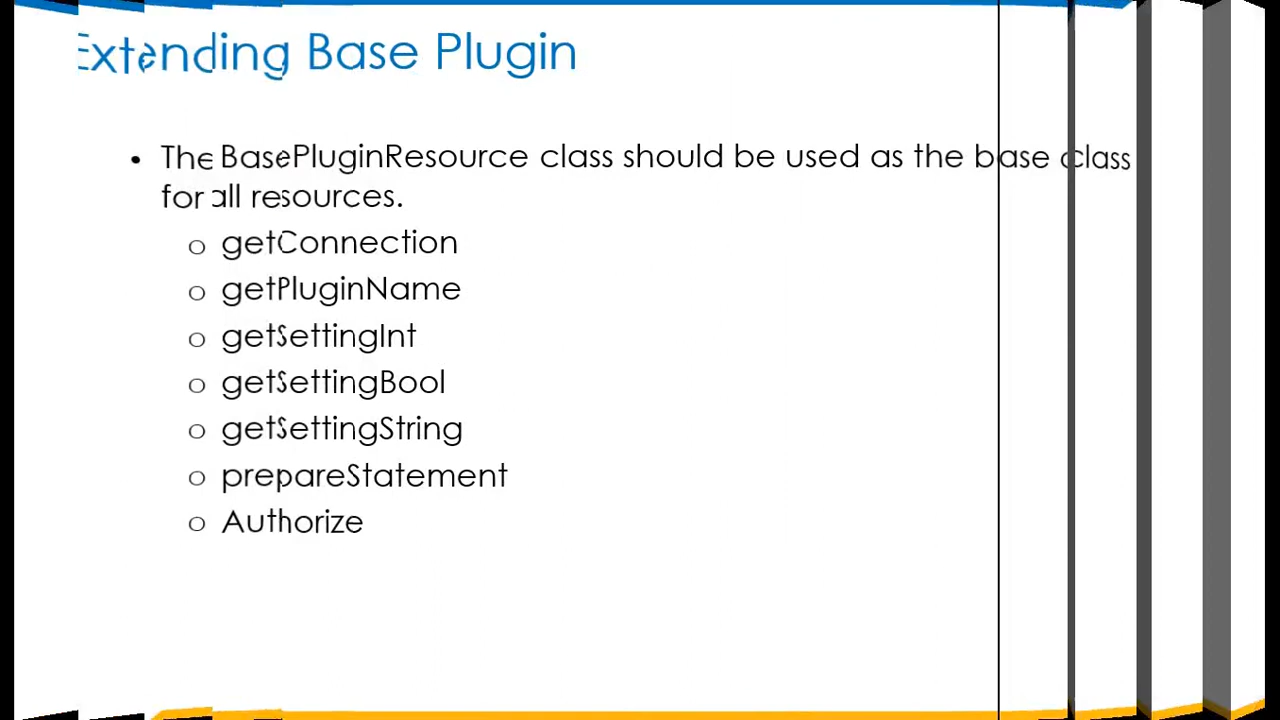 Extending Base Plugin
• The BasePluginResource class should be used as the base class
for all resources.
o getConnection
o getPluginName
o getSettingInt
o getSettingBool
o getSettingString
o prepareStatement
o Authorize